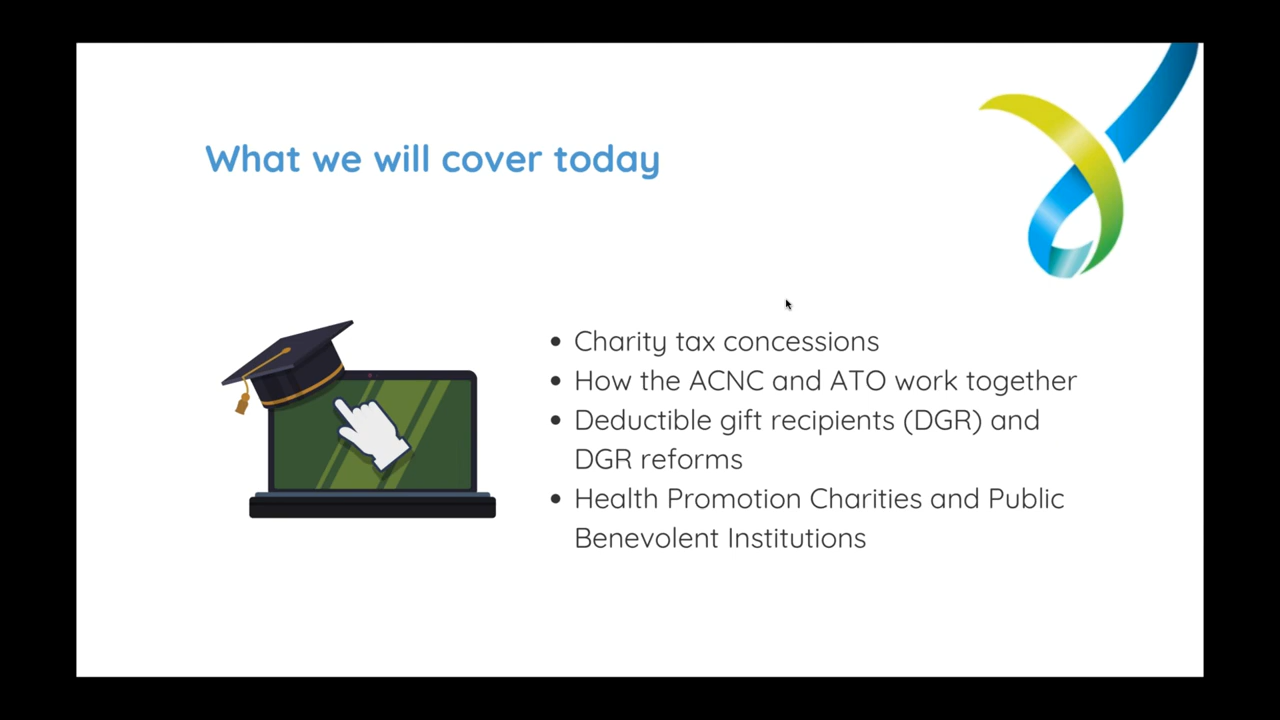 What we will cover today
• Charity tax concessions
• How the ACNC and ATO work together
• Deductible gift recipients (DGR) and
DGR reforms
• Health Promotion Charities and Public
Benevolent Institutions